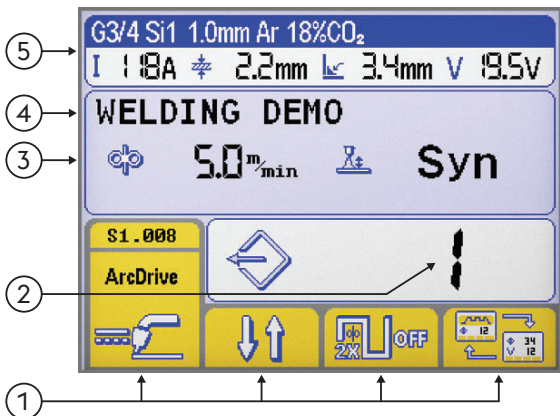 G3/4 Si1 1.0mm Ar 18%CO₂
I 118A 2.2mm 3.4mm V 19.5V
WELDING DEMO
5.0 m/min Syn
S1.008
ArcDrive
1
2X OFF
12
34
V 12
5
4
3
2
1